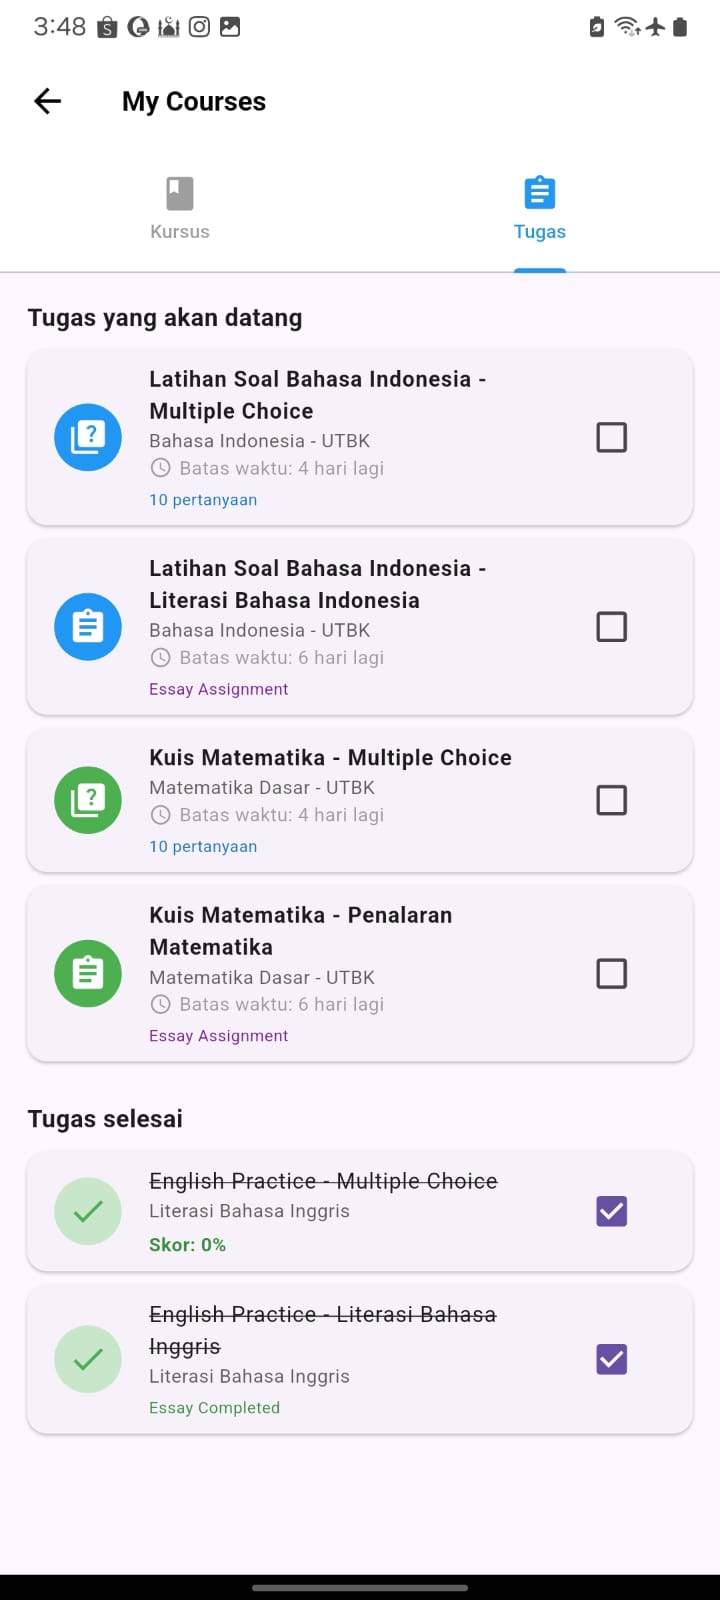 3:48
My Courses
Kursus
Tugas
Tugas yang akan datang
Latihan Soal Bahasa Indonesia -
Multiple Choice
Bahasa Indonesia - UTBK
Batas waktu: 4 hari lagi
10 pertanyaan
Latihan Soal Bahasa Indonesia -
Literasi Bahasa Indonesia
Bahasa Indonesia - UTBK
Batas waktu: 6 hari lagi
Essay Assignment
Kuis Matematika - Multiple Choice
Matematika Dasar - UTBK
Batas waktu: 4 hari lagi
10 pertanyaan
Kuis Matematika - Penalaran
Matematika
Matematika Dasar - UTBK
Batas waktu: 6 hari lagi
Essay Assignment
Tugas selesai
English Practice - Multiple Choice
Literasi Bahasa Inggris
Skor: 0%
English Practice - Literasi Bahasa
Inggris
Literasi Bahasa Inggris
Essay Completed